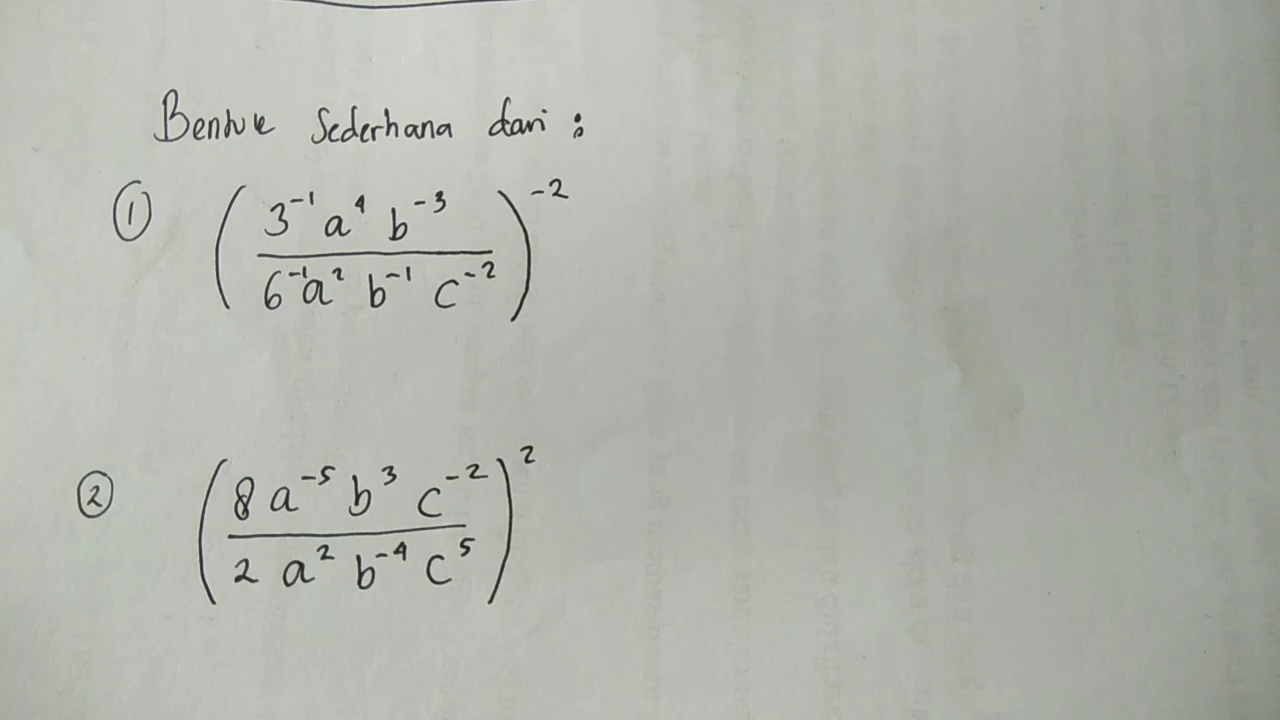 Bentuk Sederhana dari :
① (3⁻¹ a⁴ b⁻³ / 6⁻¹ a² b⁻¹ c⁻²)⁻²
② (8 a⁻⁵ b³ c⁻² / 2 a² b⁻⁴ c⁵)²